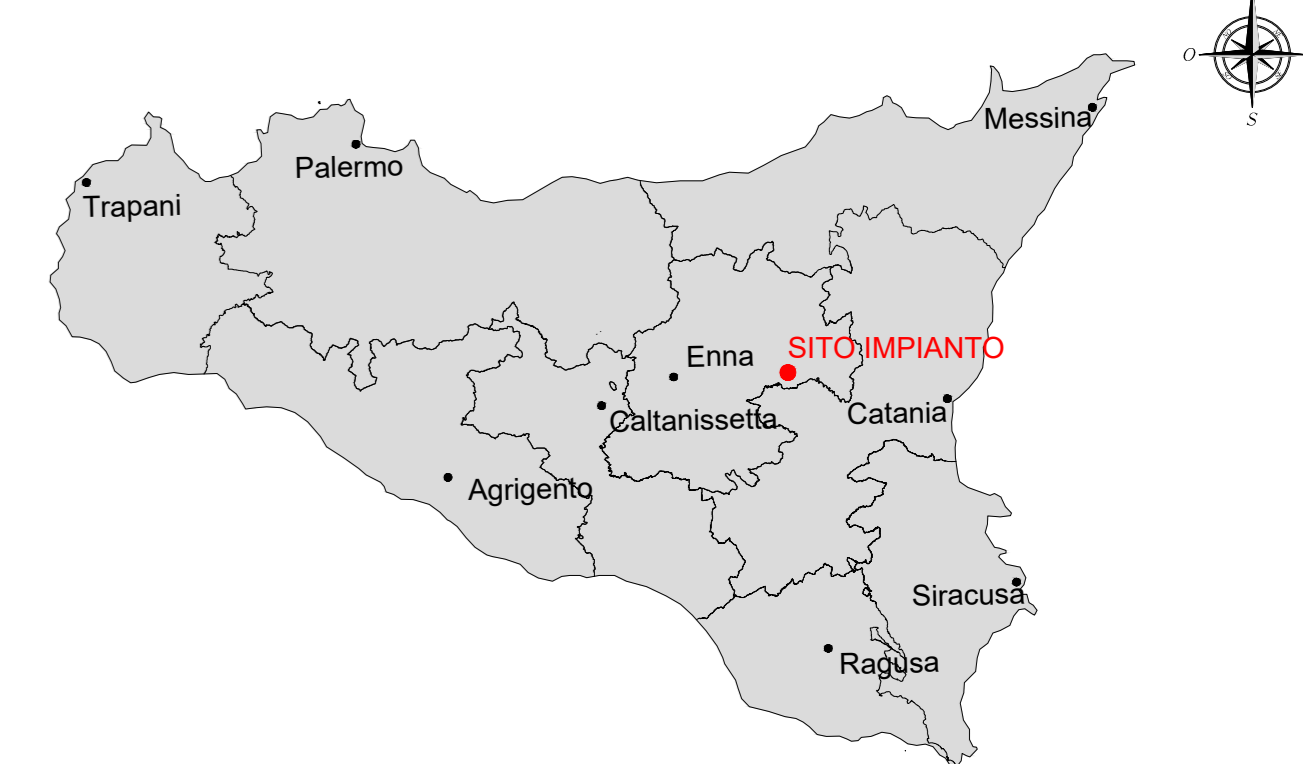 O
S
Messina
Palermo
Trapani
SITO IMPIANTO
Enna
Caltanissetta
Catania
Agrigento
Siracusa
Ragusa